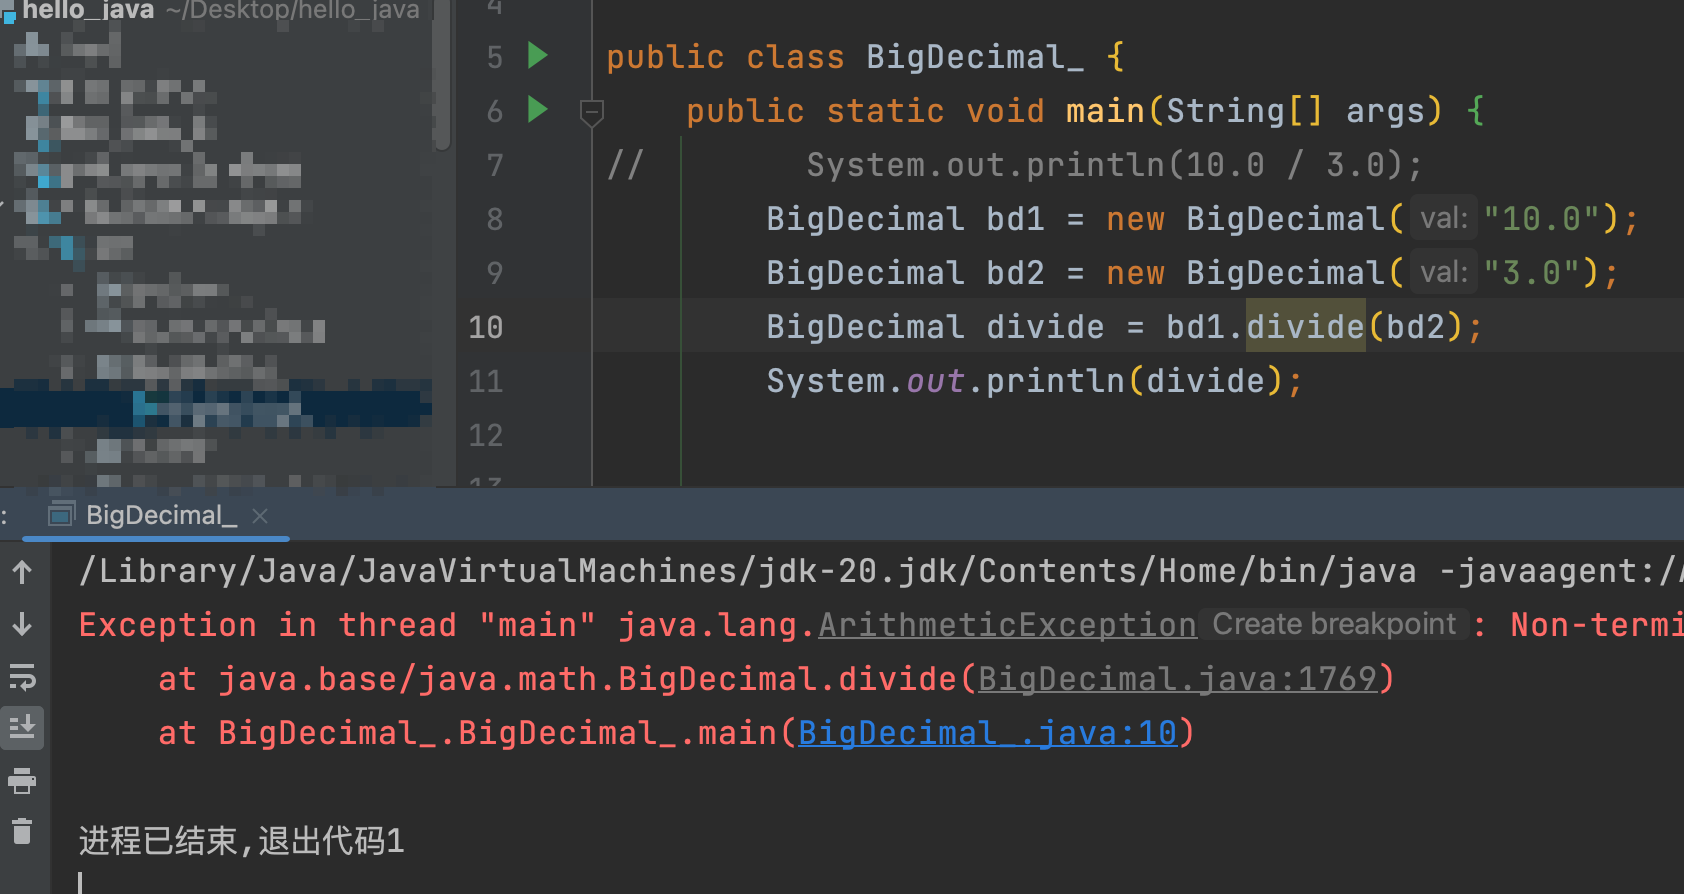 hello_java ~/Desktop/hello_java
4
5 public class BigDecimal_ {
6 public static void main(String[] args) {
7 // System.out.println(10.0 / 3.0);
8 BigDecimal bd1 = new BigDecimal( val: "10.0");
9 BigDecimal bd2 = new BigDecimal( val: "3.0");
10 BigDecimal divide = bd1.divide(bd2);
11 System.out.println(divide);
12
13
: BigDecimal_ ×
/Library/Java/JavaVirtualMachines/jdk-20.jdk/Contents/Home/bin/java -javaagent:/
Exception in thread "main" java.lang.ArithmeticException Create breakpoint : Non-termi
at java.base/java.math.BigDecimal.divide(BigDecimal.java:1769)
at BigDecimal_.BigDecimal_.main(BigDecimal_.java:10)
进程已结束,退出代码1